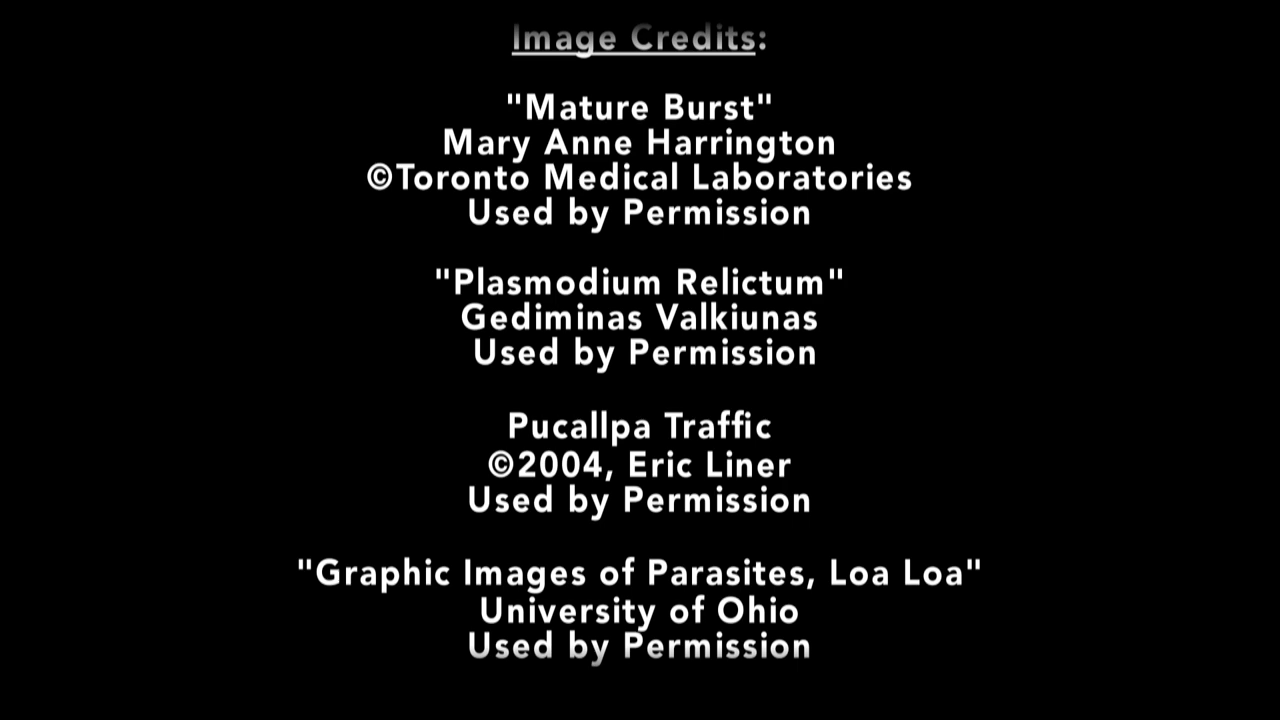 Image Credits:
"Mature Burst"
Mary Anne Harrington
©Toronto Medical Laboratories
Used by Permission
"Plasmodium Relictum"
Gediminas Valkiunas
Used by Permission
Pucallpa Traffic
©2004, Eric Liner
Used by Permission
"Graphic Images of Parasites, Loa Loa"
University of Ohio
Used by Permission